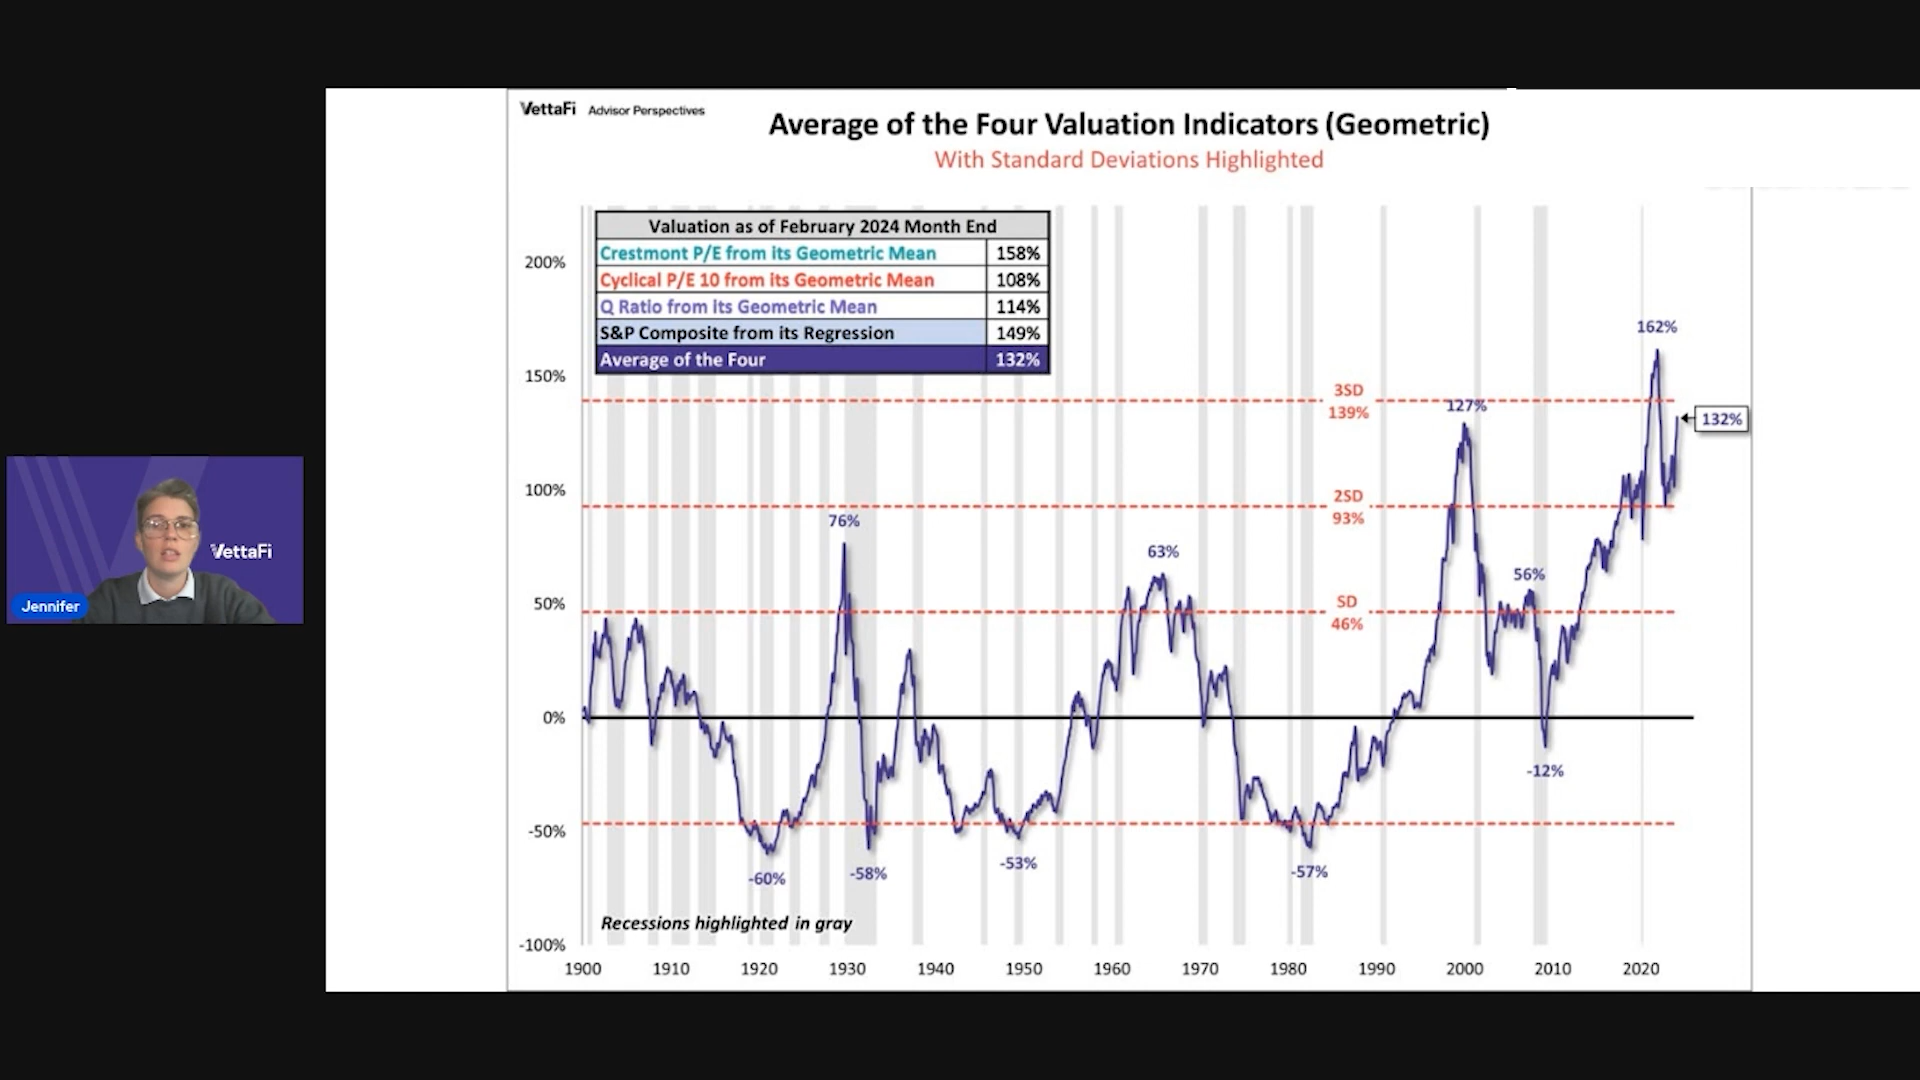 VettaFi Advisor Perspectives
Average of the Four Valuation Indicators (Geometric)
With Standard Deviations Highlighted
Valuation as of February 2024 Month End
Crestmont P/E from its Geometric Mean 158%
Cyclical P/E 10 from its Geometric Mean 108%
Q Ratio from its Geometric Mean 114%
S&P Composite from its Regression 149%
Average of the Four 132%
200%
150%
100%
50%
0%
-50%
-100%
162%
3SD
139%
127%
132%
2SD
93%
76%
63%
56%
SD
46%
-12%
-60%
-58%
-53%
-57%
Recessions highlighted in gray
1900 1910 1920 1930 1940 1950 1960 1970 1980 1990 2000 2010 2020
VettaFi
Jennifer